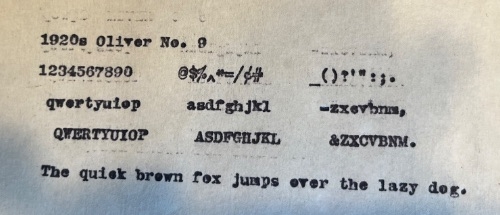 1920s Oliver No. 9
1234567890 @$%^*=/¢# _()?'":;.
qwertyuiop asdfghjkl -zxcvbnm,
QWERTYUIOP ASDFGHJKL &ZXCVBNM.
The quick brown fox jumps over the lazy dog.